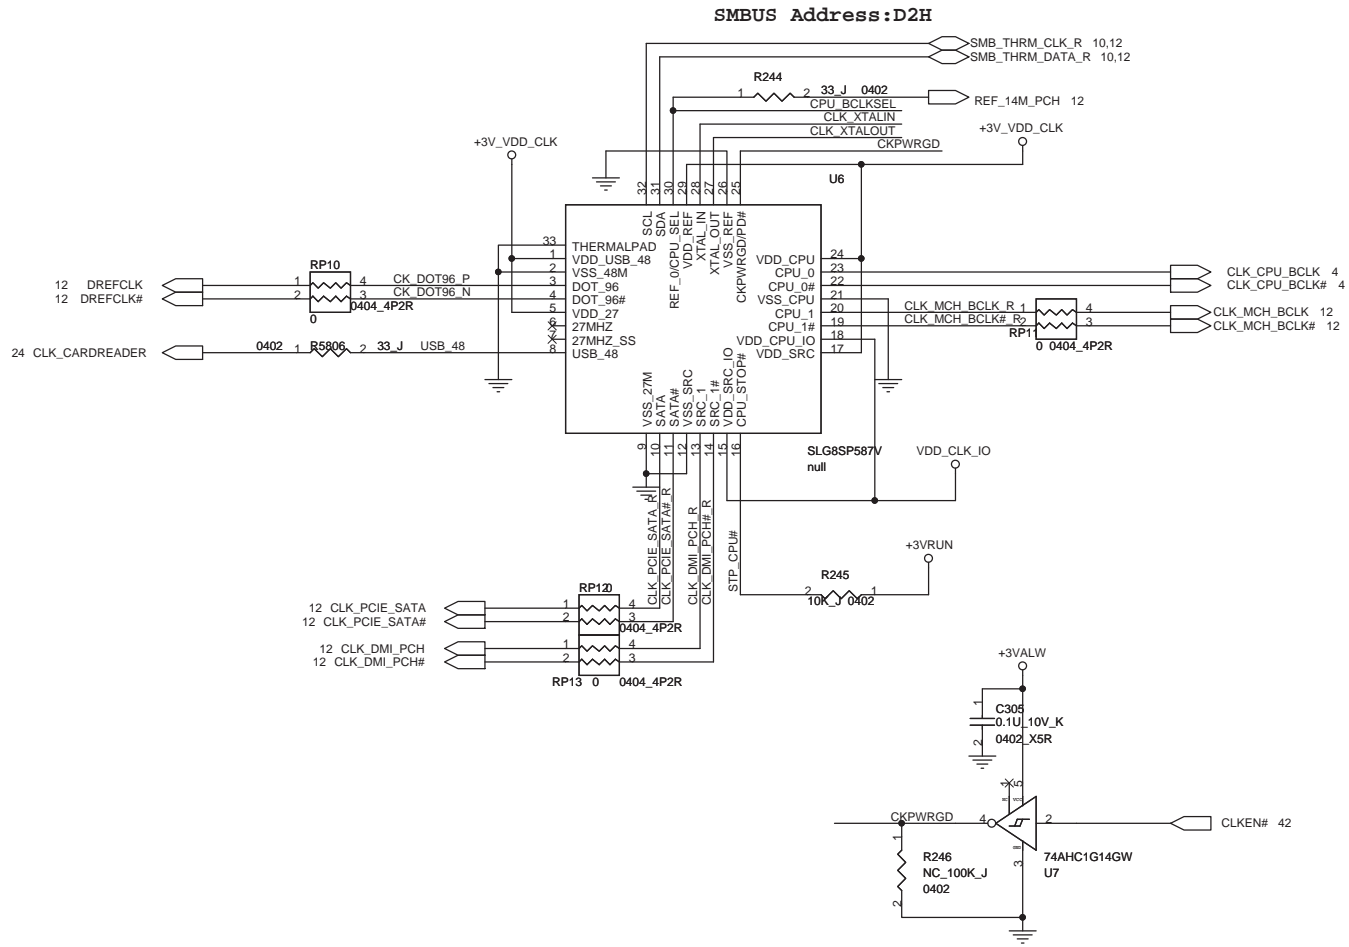 SMBUS Address:D2H
SMB_THRM_CLK_R 10,12
SMB_THRM_DATA_R 10,12
R244
1 2 33_J 0402
REF_14M_PCH 12
CPU_BCLKSEL
CLK_XTALIN
CLK_XTALOUT
CKPWRGD
+3V_VDD_CLK
+3V_VDD_CLK
U6
32 31 30 29 28 27 26 25
SCL
SDA
REF_0/CPU_SEL
VDD_REF
XTAL_IN
XTAL_OUT
VSS_REF
CKPWRGD/PD#
33 THERMALPAD
1 VDD_USB_48
2 VSS_48M
3 DOT_96
4 DOT_96#
5 VDD_27
6 27MHZ
7 27MHZ_SS
8 USB_48
VDD_CPU 24
CPU_0 23
CPU_0# 22
VSS_CPU 21
CPU_1 20
CPU_1# 19
VDD_CPU_IO 18
VDD_SRC 17
RP10
12 DREFCLK 1 4 CK_DOT96_P
12 DREFCLK# 2 3 CK_DOT96_N
0404_4P2R
0
24 CLK_CARDREADER 0402 1 R5806 2 33_J USB_48
CLK_CPU_BCLK 4
CLK_CPU_BCLK# 4
CLK_MCH_BCLK_R 1 4 CLK_MCH_BCLK 12
CLK_MCH_BCLK#_R 2 3 CLK_MCH_BCLK# 12
RP11
0 0404_4P2R
VSS_27M
SATA
SATA#
VSS_SRC
SRC_1
SRC_1#
VDD_SRC_IO
CPU_STOP#
9 10 11 12 13 14 15 16
SLG8SP587V
null
VDD_CLK_IO
CLK_PCIE_SATA_R
CLK_PCIE_SATA#_R
CLK_DMI_PCH_R
CLK_DMI_PCH#_R
STP_CPU#
+3VRUN
R245
2 1
10K_J 0402
RP12 0
12 CLK_PCIE_SATA 1 4
12 CLK_PCIE_SATA# 2 3
0404_4P2R
12 CLK_DMI_PCH 1 4
12 CLK_DMI_PCH# 2 3
RP13 0 0404_4P2R
+3VALW
1
C305
0.1U_10V_K
0402_X5R
2
1 5
NC VCC
CKPWRGD 4 2 CLKEN# 42
3
74AHC1G14GW
U7
1
R246
NC_100K_J
0402
2